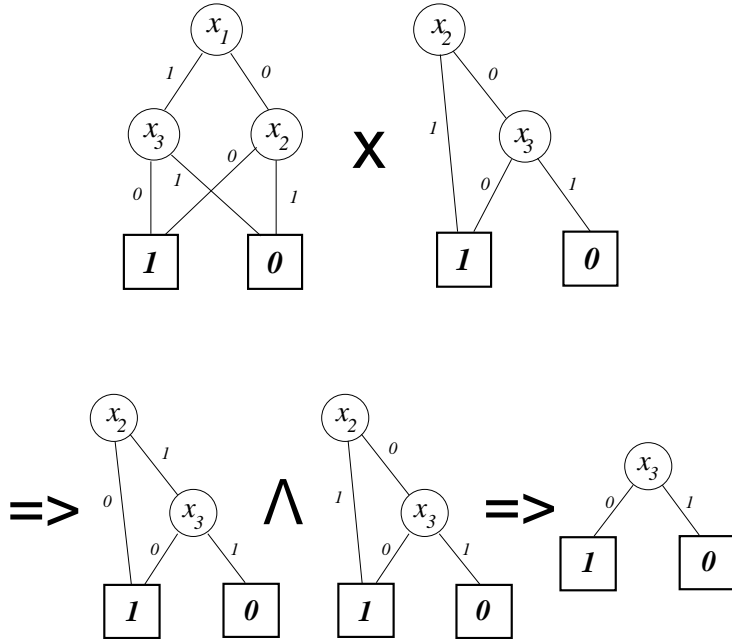 x1 x2
1 0 0
x3 x2 X x3
1
0 1 0 1 0 1
1 0 1 0
x2 x2
1 0 x3
=> 0 x3 Λ 1 x3 => 0 1
0 1 0 1 1 0
1 0 1 0